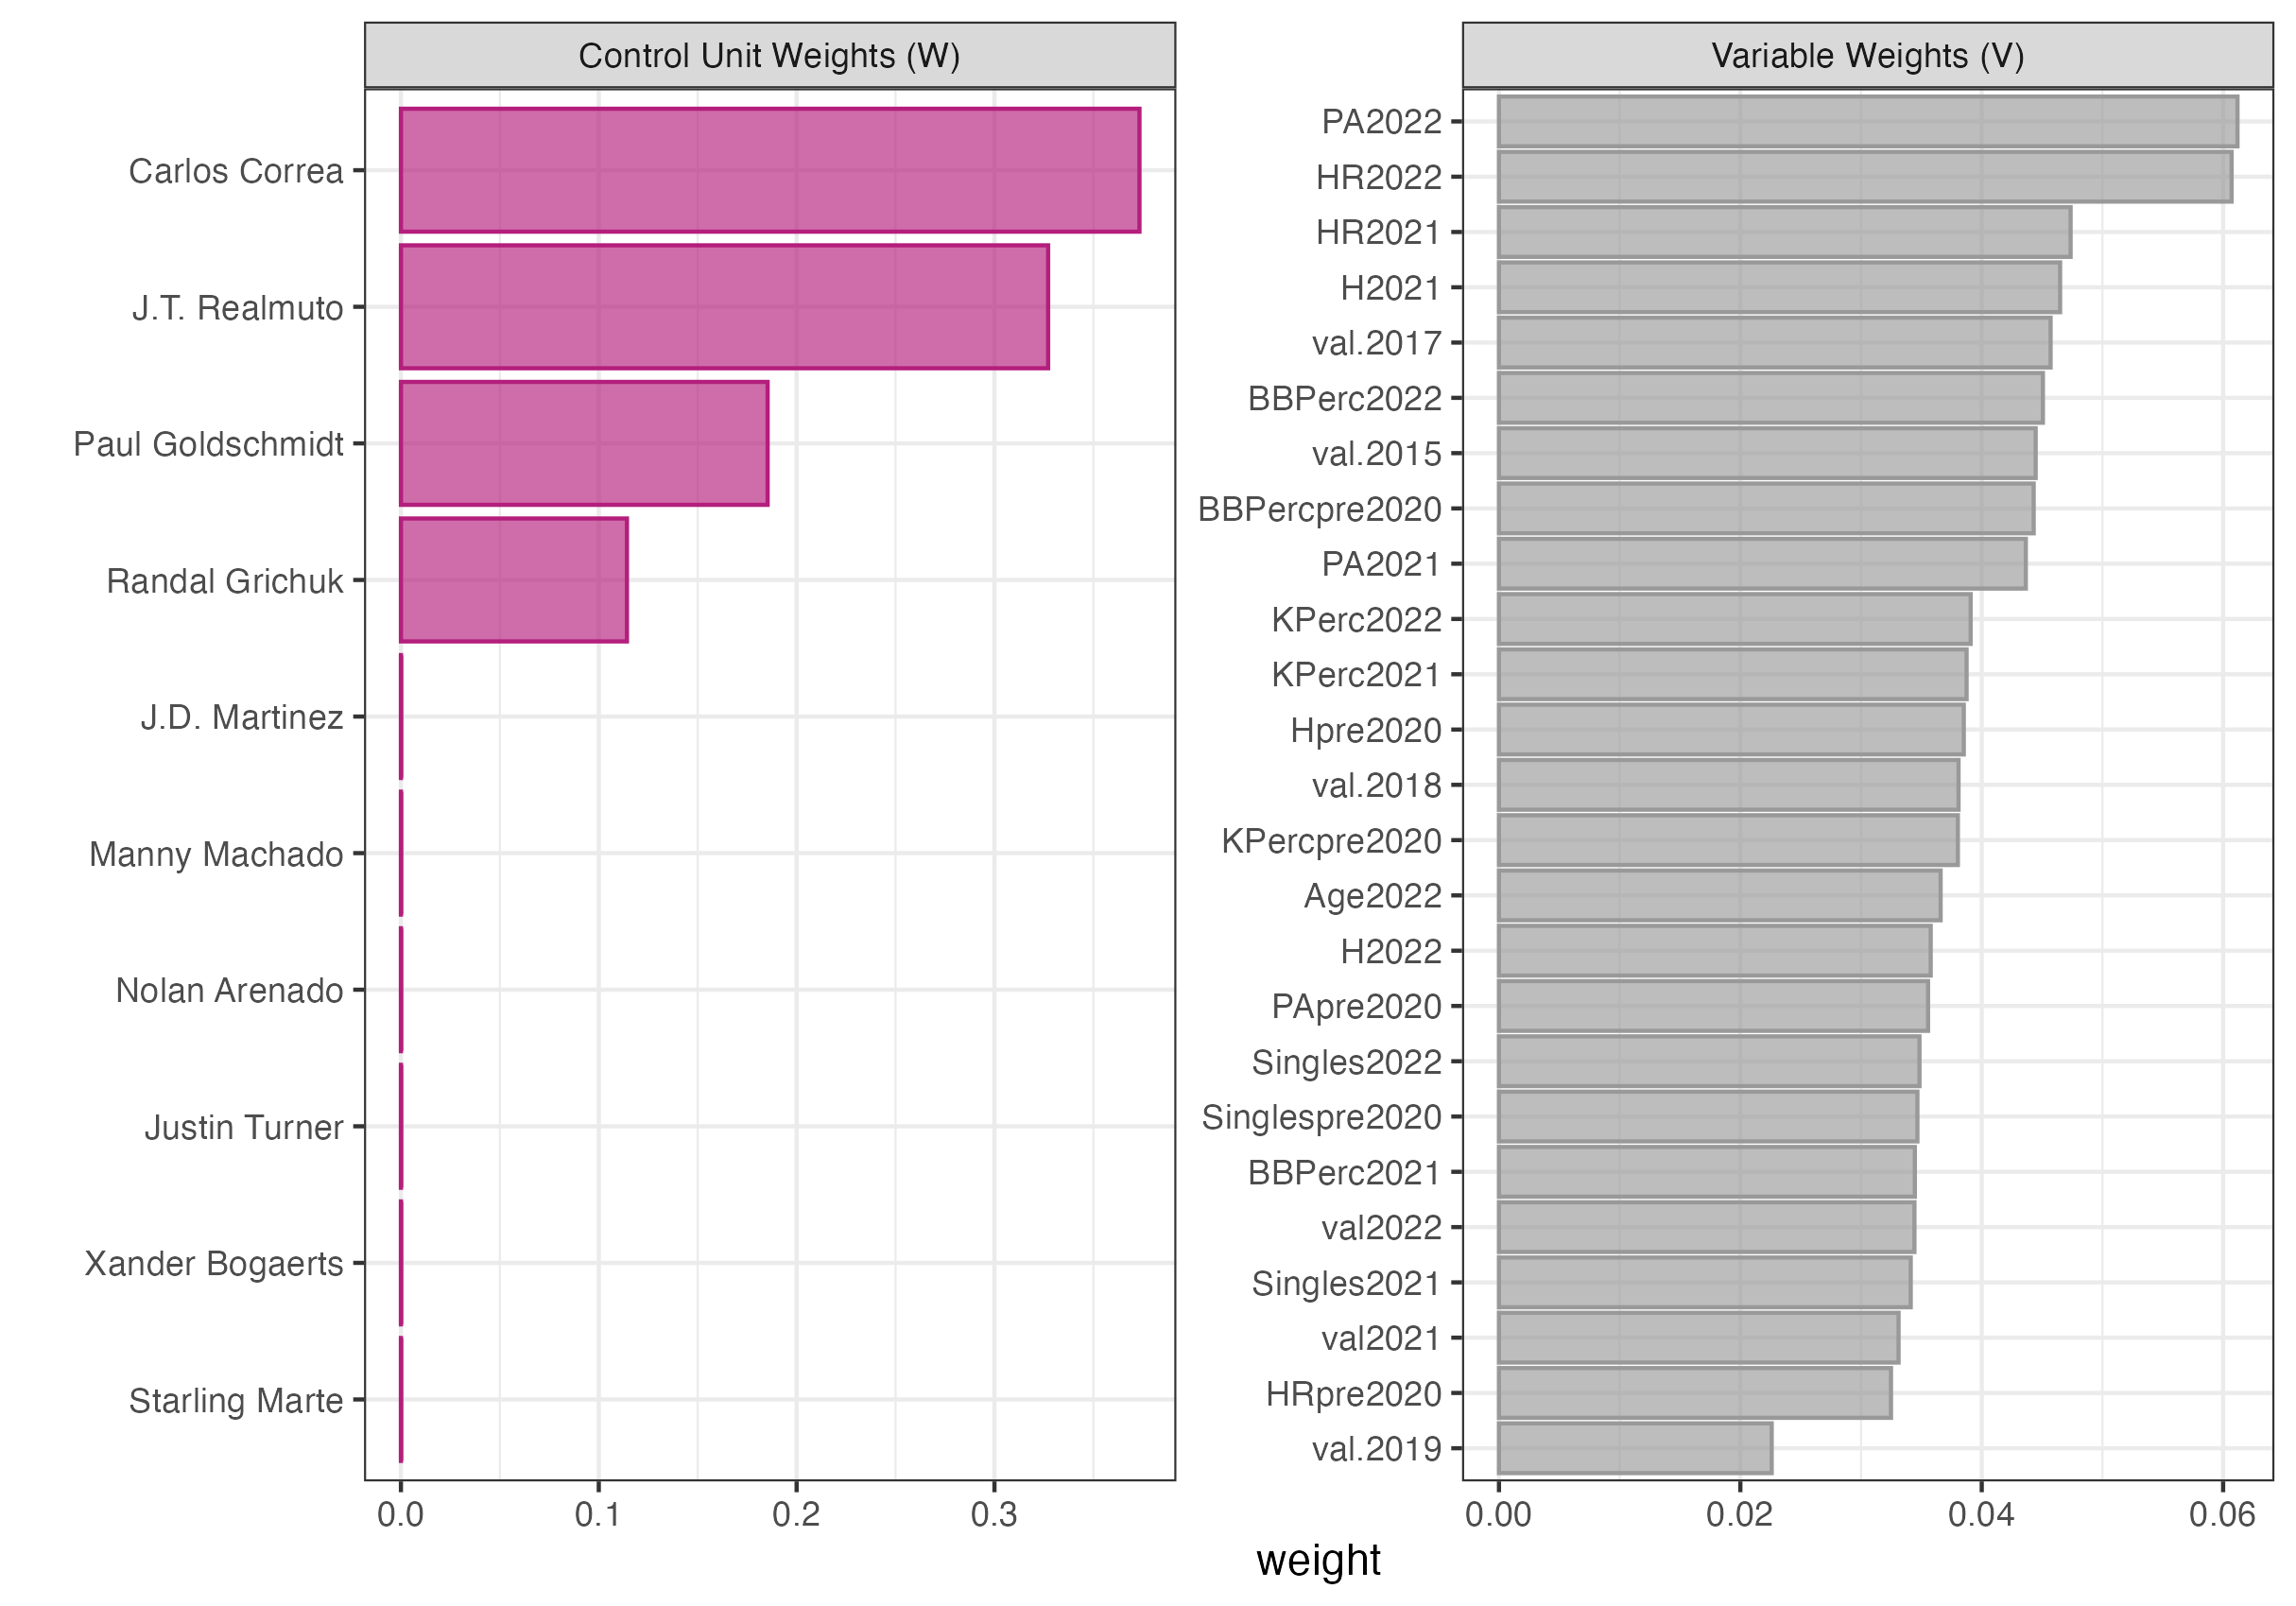 Control Unit Weights (W)
Carlos Correa
J.T. Realmuto
Paul Goldschmidt
Randal Grichuk
J.D. Martinez
Manny Machado
Nolan Arenado
Justin Turner
Xander Bogaerts
Starling Marte
0.0 0.1 0.2 0.3
Variable Weights (V)
PA2022
HR2022
HR2021
H2021
val.2017
BBPerc2022
val.2015
BBPercpre2020
PA2021
KPerc2022
KPerc2021
Hpre2020
val.2018
KPercpre2020
Age2022
H2022
PApre2020
Singles2022
Singlespre2020
BBPerc2021
val2022
Singles2021
val2021
HRpre2020
val.2019
0.00 0.02 0.04 0.06
weight